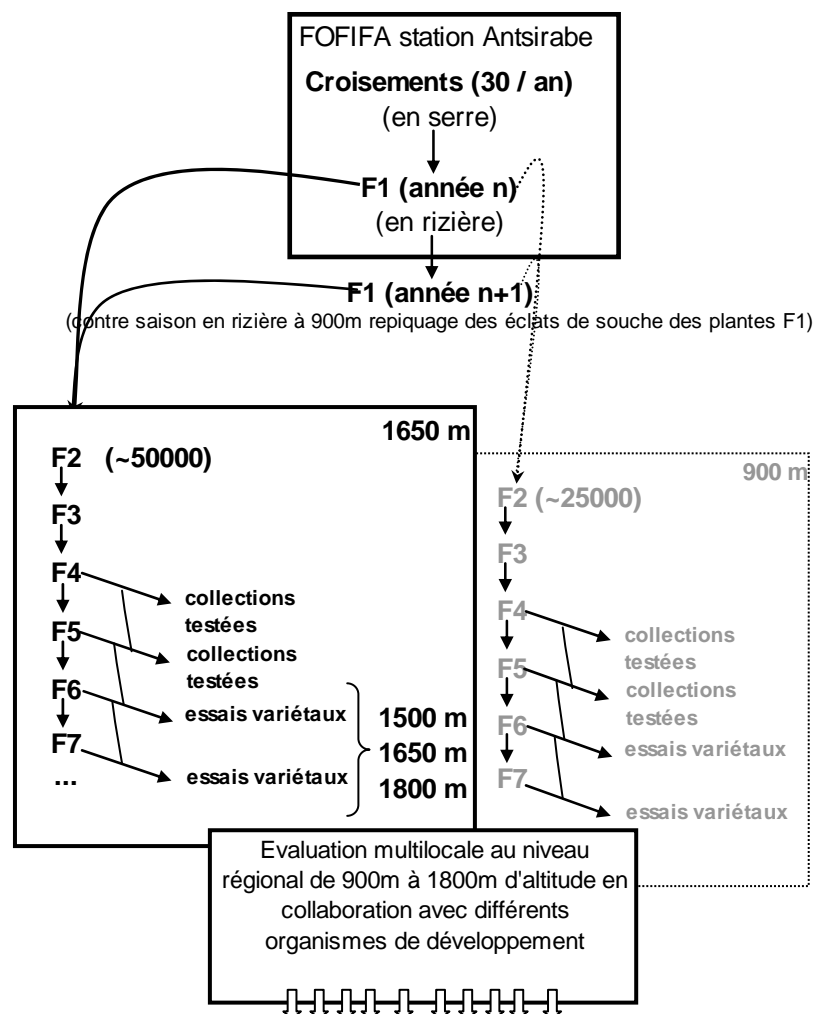 FOFIFA station Antsirabe
Croisements (30 / an)
(en serre)
F1 (année n)
(en rizière)
F1 (année n+1)
(contre saison en rizière à 900m repiquage des éclats de souche des plantes F1)
1650 m
F2 (~50000)
F3
F4
collections
testées
F5
collections
testées
F6
essais variétaux
F7
essais variétaux
...
1500 m
1650 m
1800 m
900 m
F2 (~25000)
F3
F4
collections
testées
F5
collections
testées
F6
essais variétaux
F7
essais variétaux
Evaluation multilocale au niveau
régional de 900m à 1800m d'altitude en
collaboration avec différents
organismes de développement